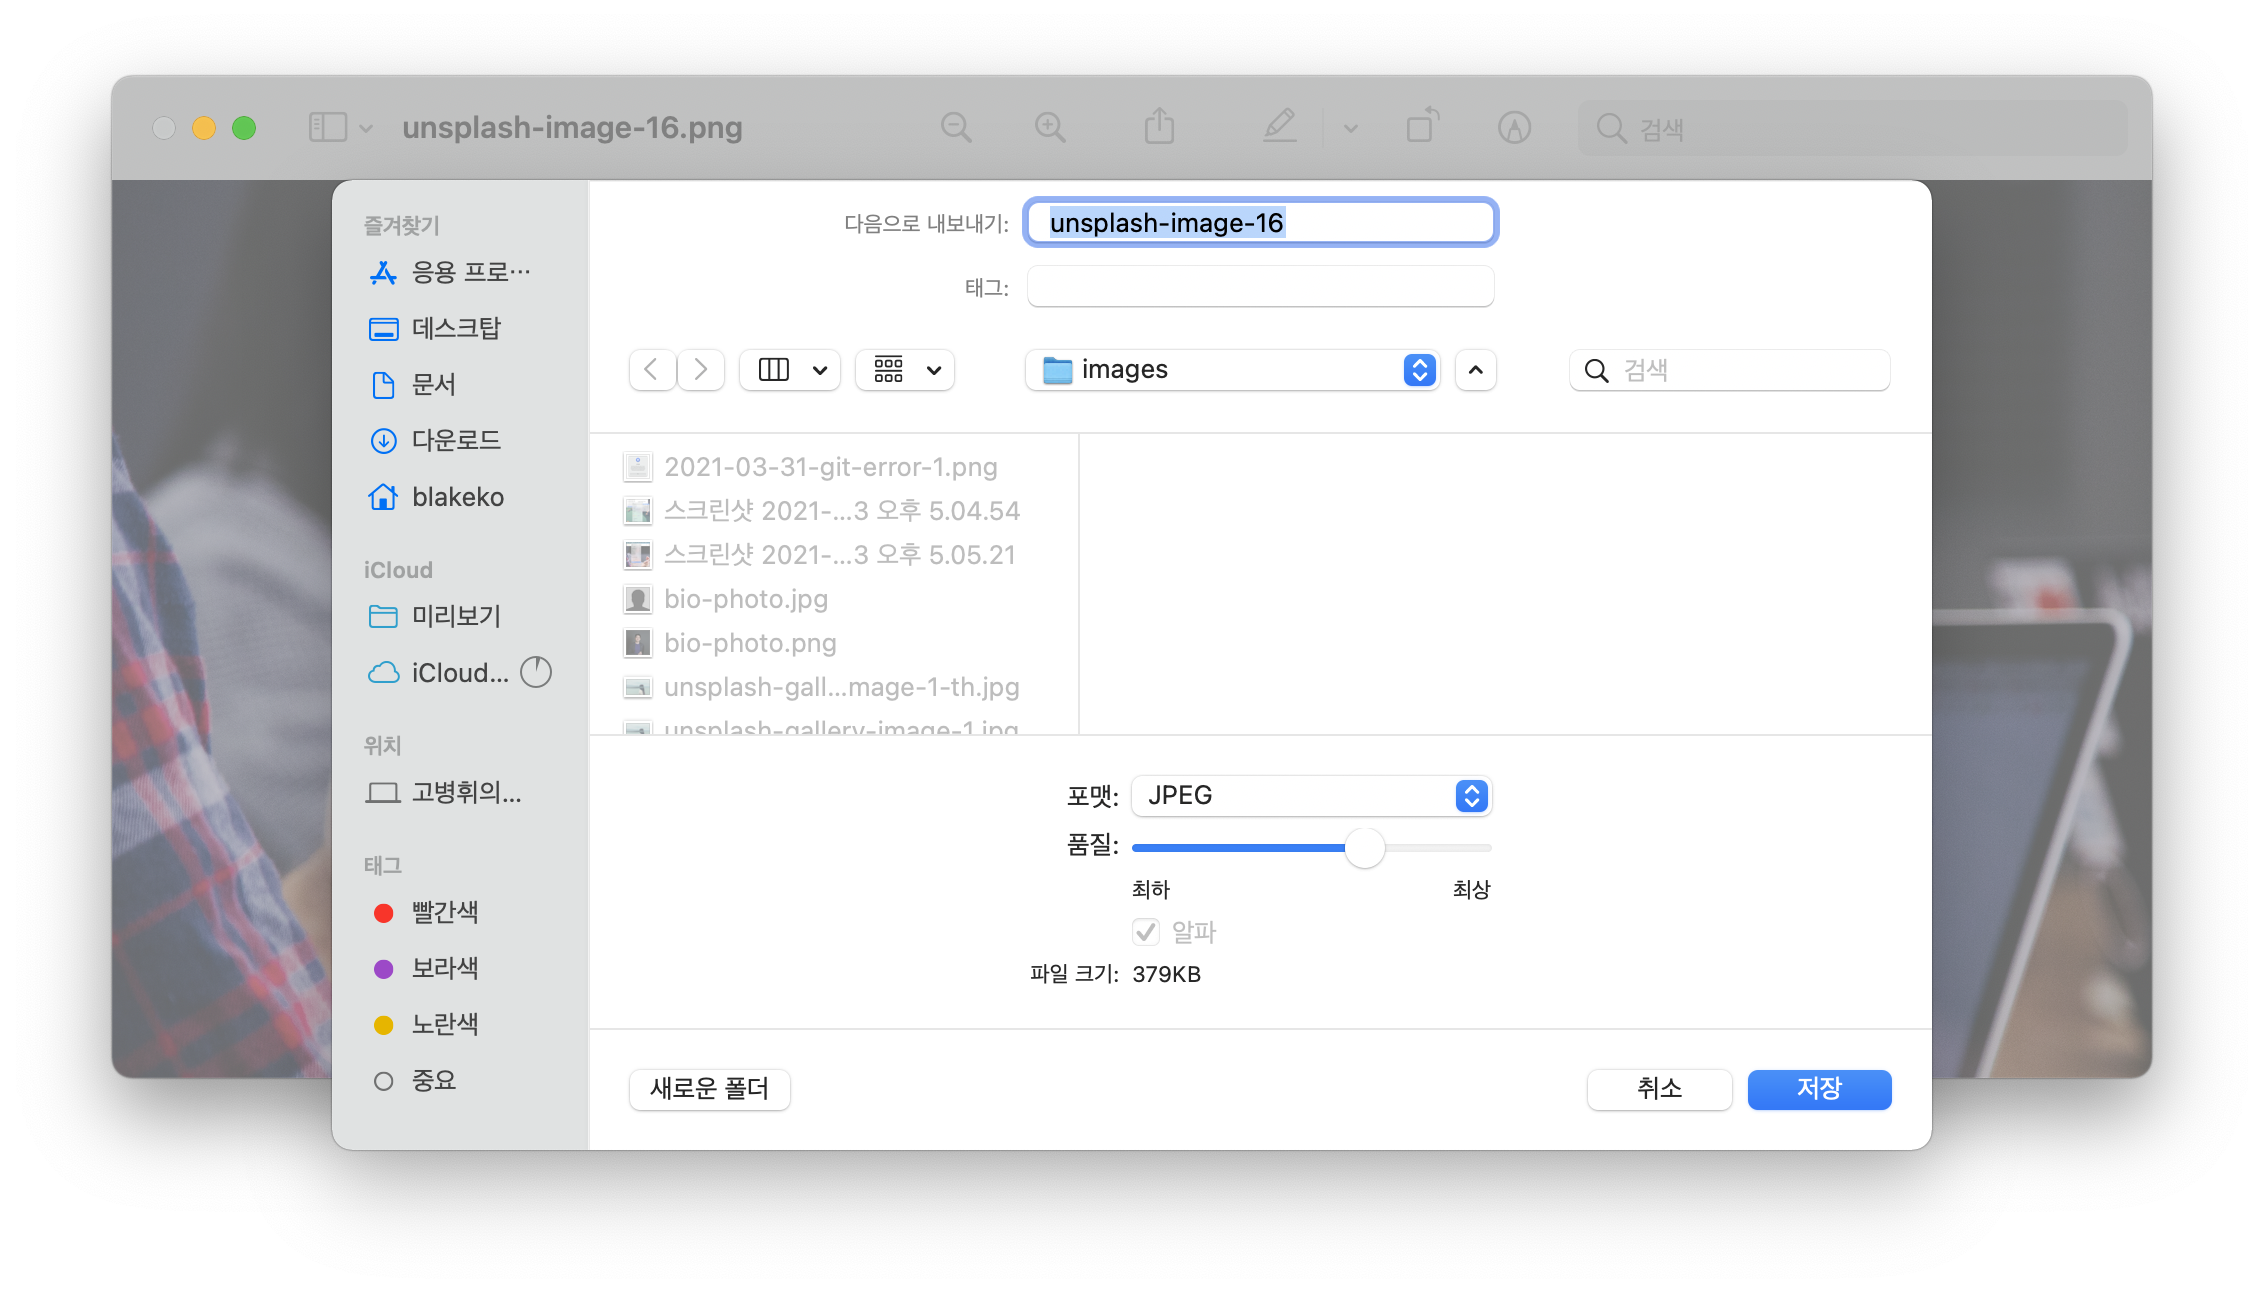 unsplash-image-16.png
검색
즐겨찾기
응용 프로…
데스크탑
문서
다운로드
blakeko
iCloud
미리보기
iCloud...
위치
고병휘의...
태그
빨간색
보라색
노란색
중요
다음으로 내보내기: unsplash-image-16
태그:
images
검색
2021-03-31-git-error-1.png
스크린샷 2021-...3 오후 5.04.54
스크린샷 2021-...3 오후 5.05.21
bio-photo.jpg
bio-photo.png
unsplash-gall...mage-1-th.jpg
unsplash-gallery-image-1.jpg
포맷: JPEG
품질:
최하 최상
알파
파일 크기: 379KB
새로운 폴더 취소 저장